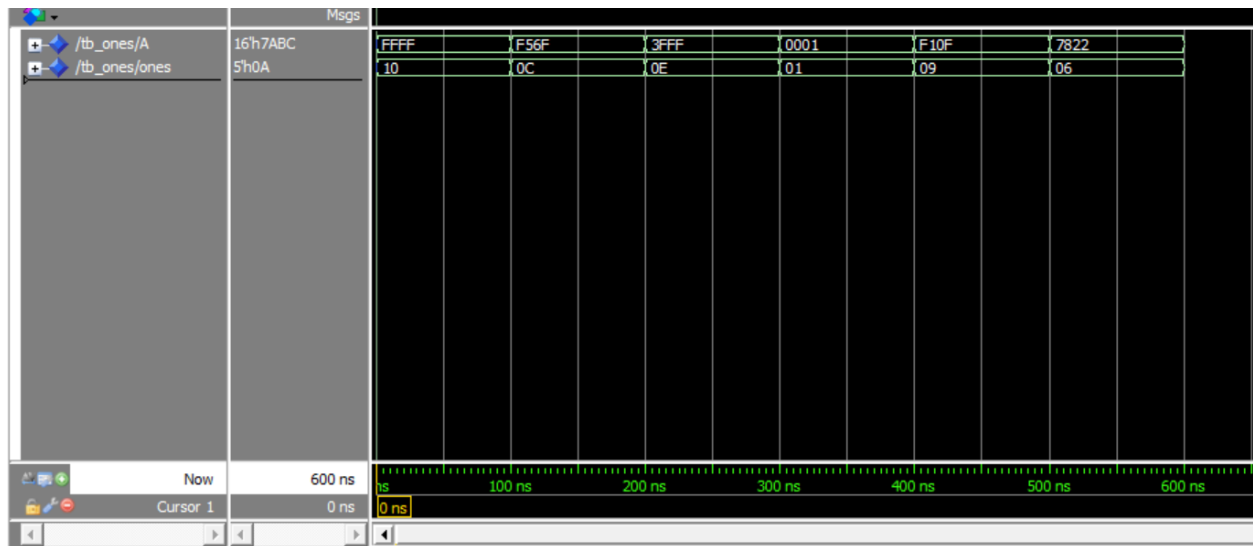 Msgs
/tb_ones/A 16'h7ABC FFFF F56F 3FFF 0001 F10F 7822
/tb_ones/ones 5'h0A 10 0C 0E 01 09 06
Now 600 ns ns 100 ns 200 ns 300 ns 400 ns 500 ns 600 ns
Cursor 1 0 ns 0 ns